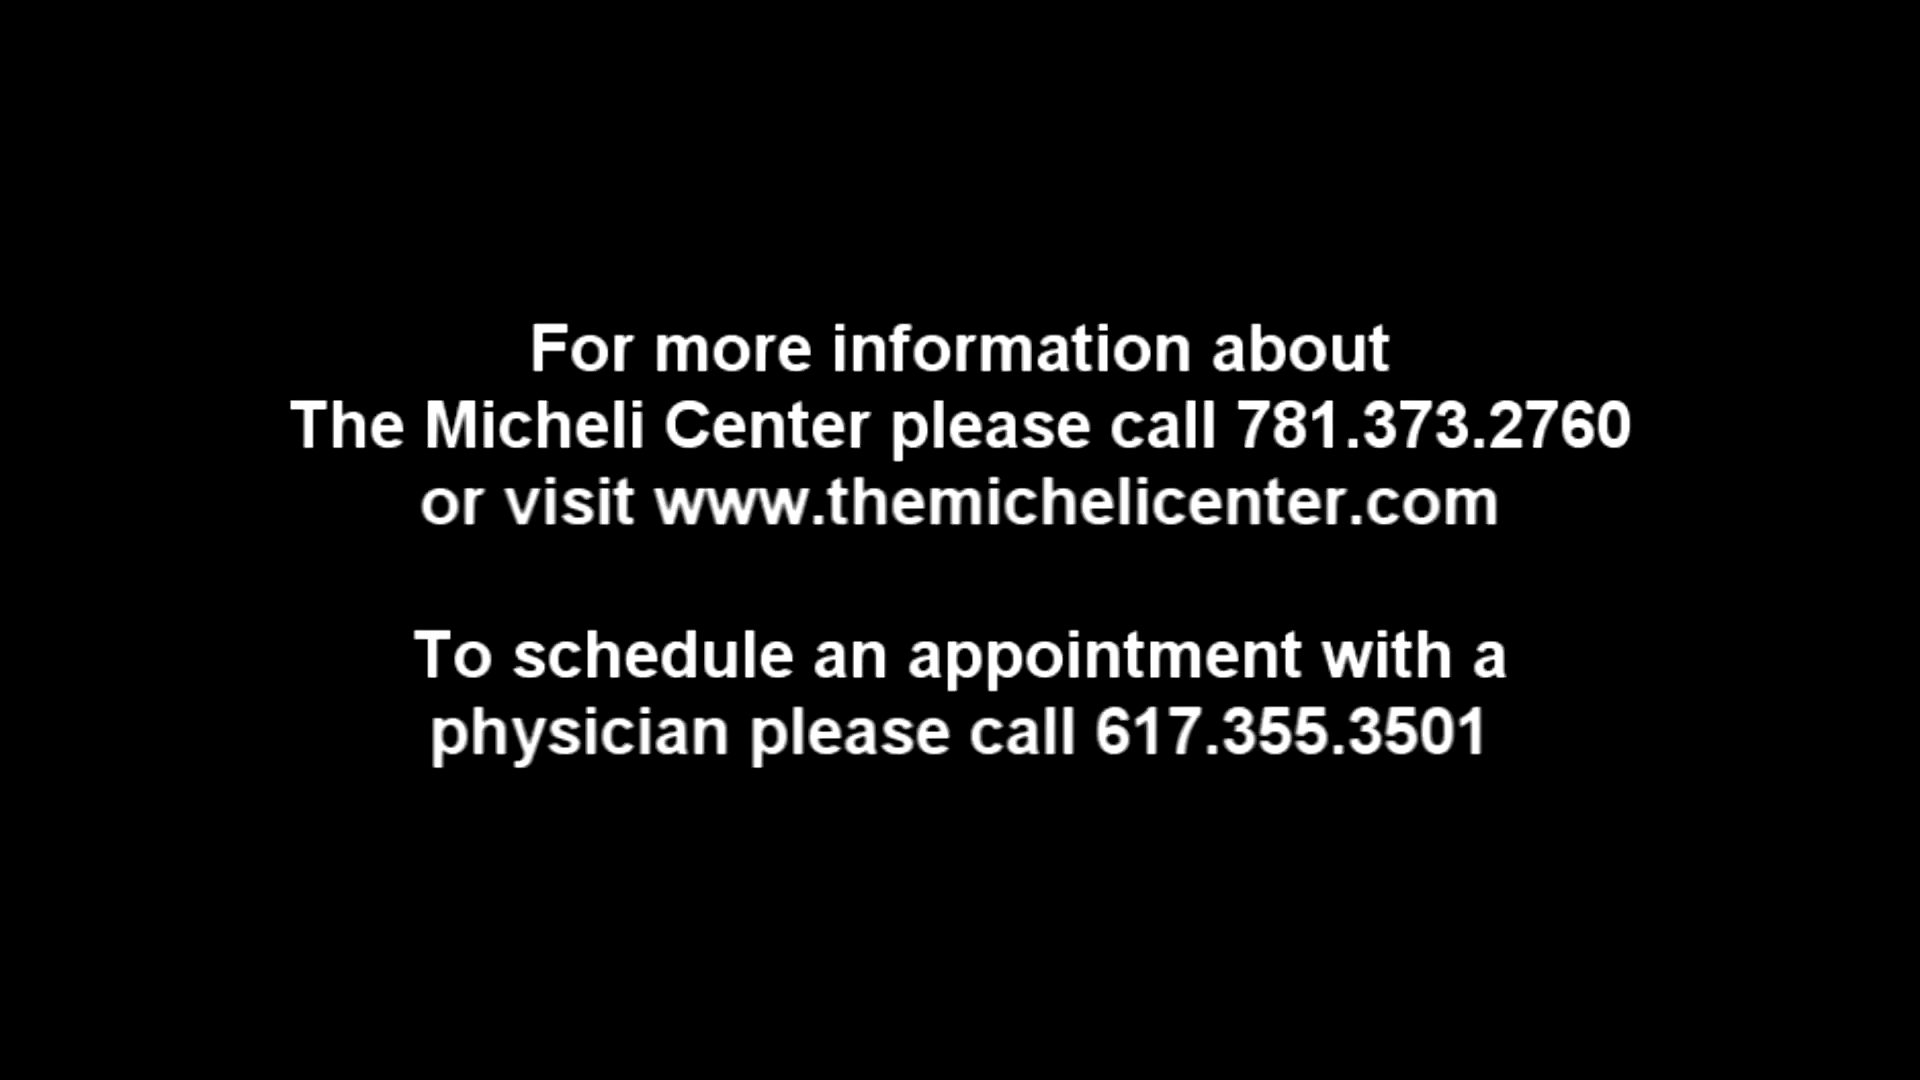 For more information about
The Micheli Center please call 781.373.2760
or visit www.themichelicenter.com
To schedule an appointment with a
physician please call 617.355.3501